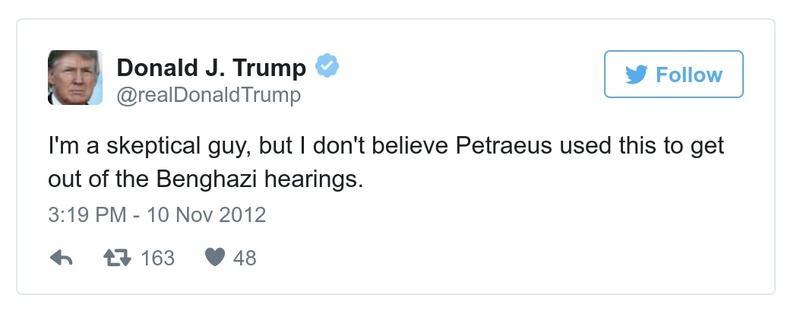 Donald J. Trump
@realDonaldTrump
Follow
I'm a skeptical guy, but I don't believe Petraeus used this to get
out of the Benghazi hearings.
3:19 PM - 10 Nov 2012
163 48